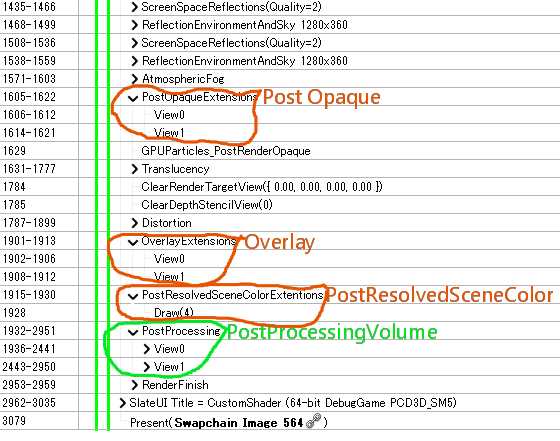 1435-1466 ScreenSpaceReflections(Quality=2)
1468-1499 ReflectionEnvironmentAndSky 1280x360
1508-1536 ScreenSpaceReflections(Quality=2)
1538-1559 ReflectionEnvironmentAndSky 1280x360
1571-1603 AtmosphericFog
1605-1622 PostOpaqueExtensions Post Opaque
1606-1612 View0
1614-1621 View1
1629 GPUParticles_PostRenderOpaque
1631-1777 Translucency
1784 ClearRenderTargetView({ 0.00, 0.00, 0.00, 0.00 })
1785 ClearDepthStencilView(0)
1787-1899 Distortion
1901-1913 OverlayExtensions Overlay
1902-1906 View0
1908-1912 View1
1915-1930 PostResolvedSceneColorExtentions PostResolvedSceneColor
1928 Draw(4)
1932-2951 PostProcessing PostProcessingVolume
1936-2441 View0
2443-2950 View1
2953-2959 RenderFinish
2962-3035 SlateUI Title = CustomShader (64-bit DebugGame PCD3D_SM5)
3079 Present(Swapchain Image 564 )